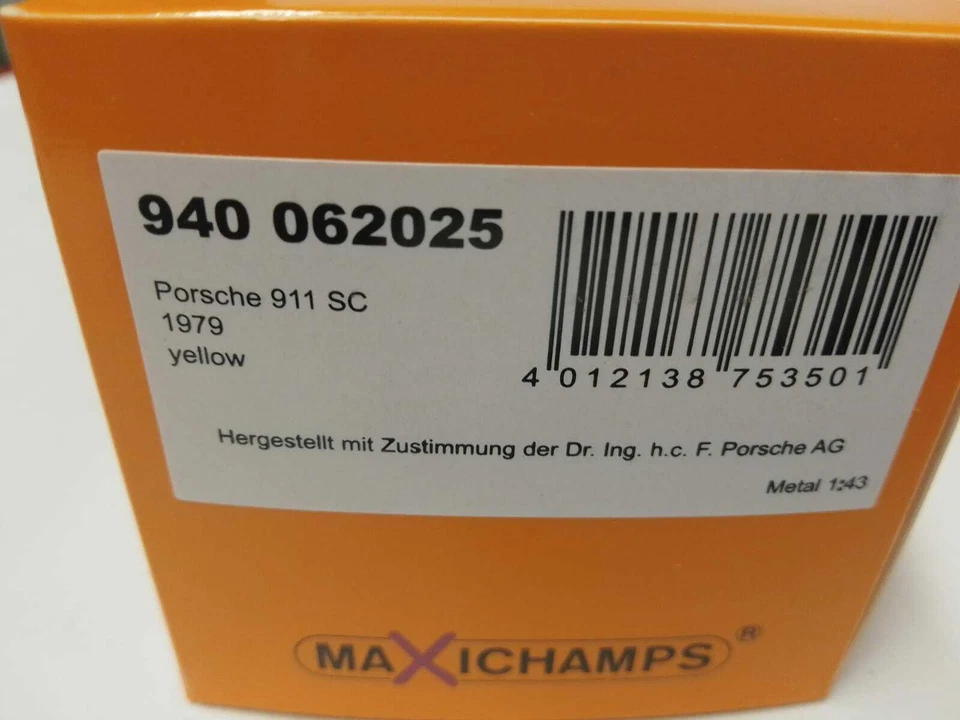 940 062025
Porsche 911 SC
1979
yellow
4 012138 753501
Hergestellt mit Zustimmung der Dr. Ing. h.c. F. Porsche AG
Metal 1:43
MAXICHAMPS®